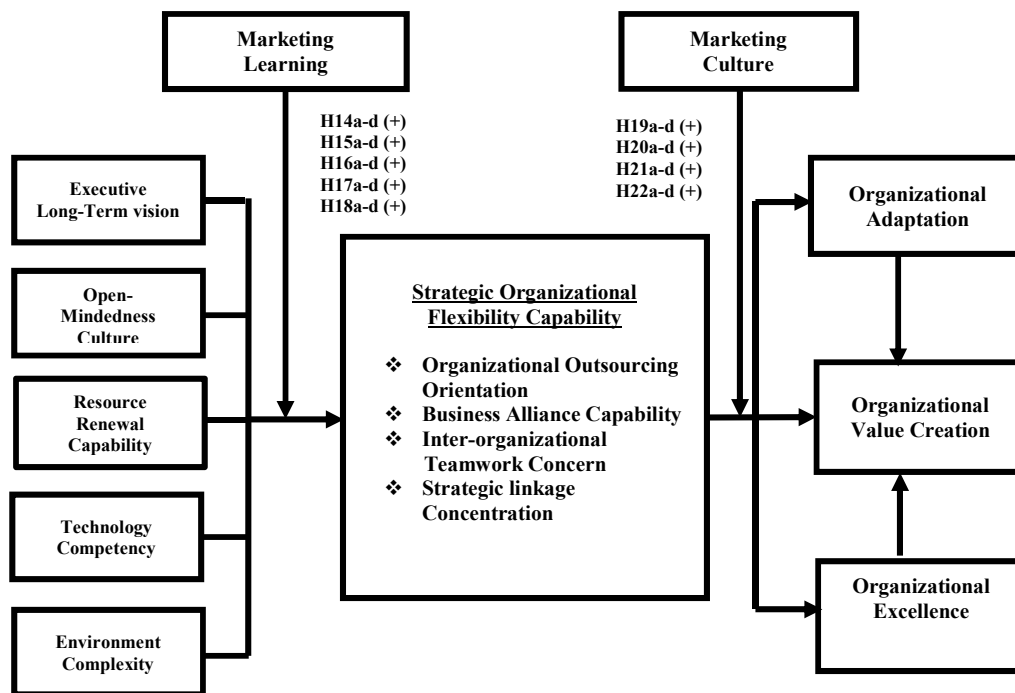 Marketing
Learning
Marketing
Culture
H14a-d (+)
H15a-d (+)
H16a-d (+)
H17a-d (+)
H18a-d (+)
H19a-d (+)
H20a-d (+)
H21a-d (+)
H22a-d (+)
Executive
Long-Term vision
Open-
Mindedness
Culture
Resource
Renewal
Capability
Technology
Competency
Environment
Complexity
Strategic Organizational
Flexibility Capability
❖ Organizational Outsourcing
Orientation
❖ Business Alliance Capability
❖ Inter-organizational
Teamwork Concern
❖ Strategic linkage
Concentration
Organizational
Adaptation
Organizational
Value Creation
Organizational
Excellence